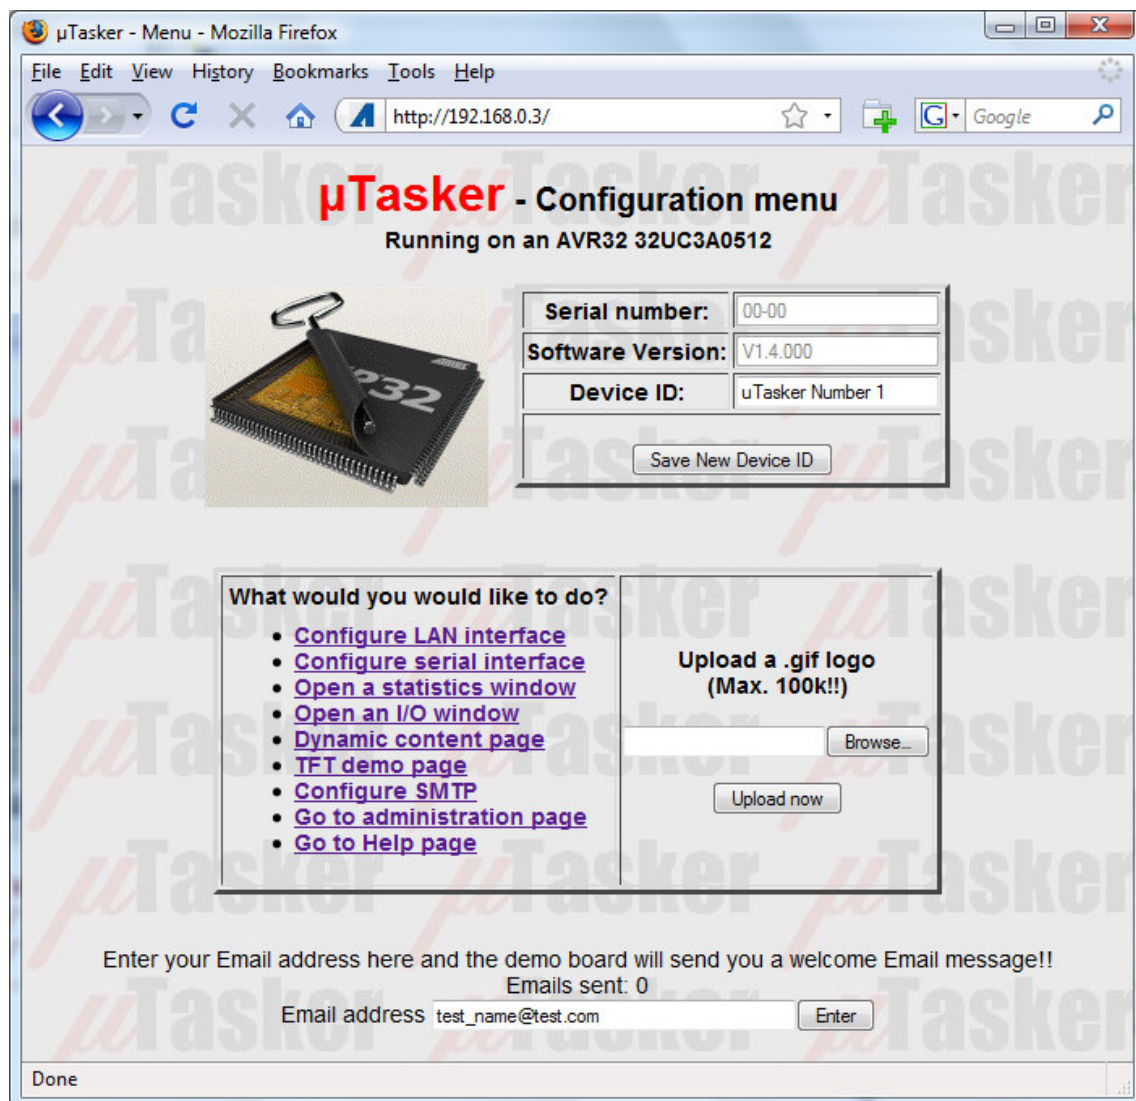 µTasker - Menu - Mozilla Firefox
File Edit View History Bookmarks Tools Help
http://192.168.0.3/
Google
µTasker - Configuration menu
Running on an AVR32 32UC3A0512
Serial number: 00-00
Software Version: V1.4.000
Device ID: uTasker Number 1
Save New Device ID
What would you would like to do?
Configure LAN interface
Configure serial interface
Open a statistics window
Open an I/O window
Dynamic content page
TFT demo page
Configure SMTP
Go to administration page
Go to Help page
Upload a .gif logo
(Max. 100k!!)
Browse...
Upload now
Enter your Email address here and the demo board will send you a welcome Email message!!
Emails sent: 0
Email address test_name@test.com Enter
Done